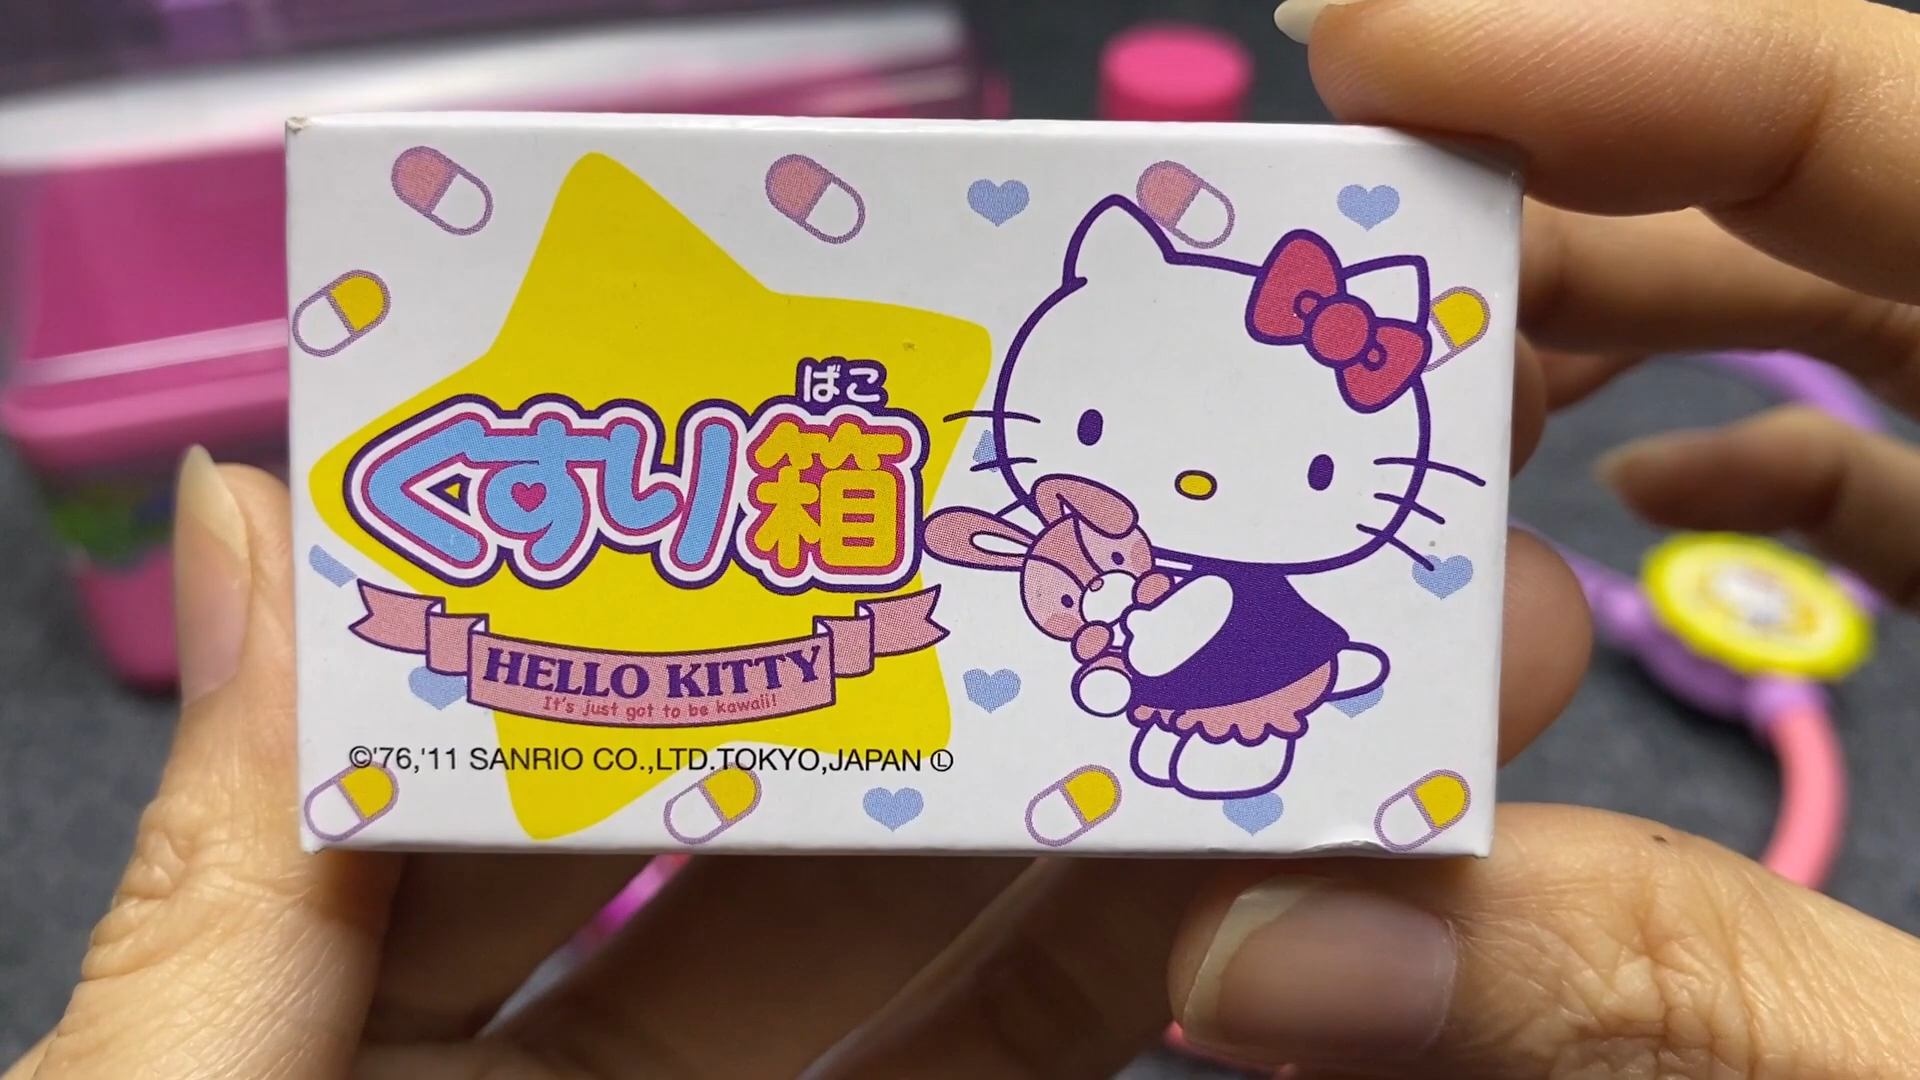 ばこ
くすり箱
HELLO KITTY
It's just got to be kawaii!
©'76,'11 SANRIO CO.,LTD.TOKYO,JAPAN Ⓛ